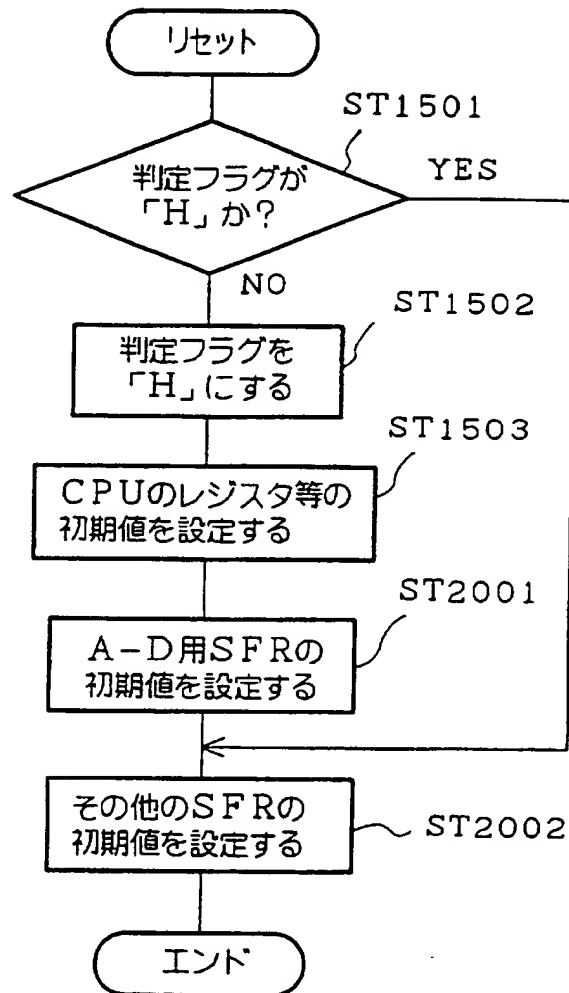 リセット
ST1501
判定フラグが
「H」か?
YES
NO
ST1502
判定フラグを
「H」にする
ST1503
CPUのレジスタ等の
初期値を設定する
ST2001
A-D用SFRの
初期値を設定する
その他のSFRの
初期値を設定する
ST2002
エンド